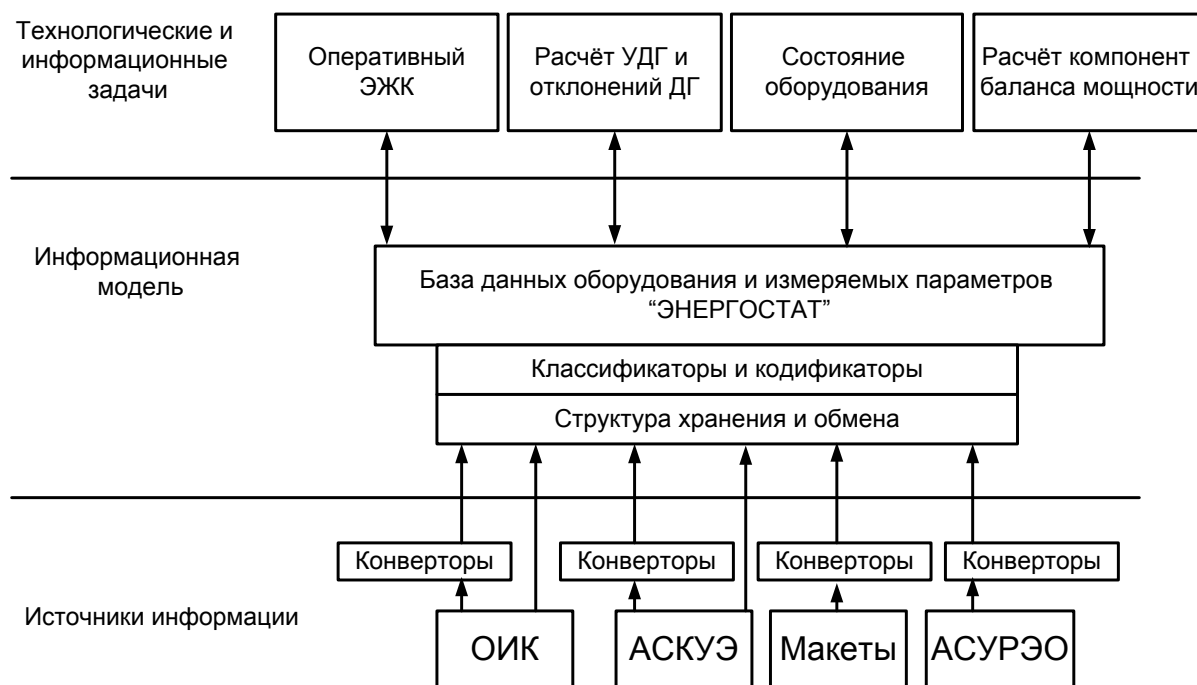 Технологические и
информационные
задачи
Оперативный
ЭЖК
Расчёт УДГ и
отклонений ДГ
Состояние
оборудования
Расчёт компонент
баланса мощности
Информационная
модель
База данных оборудования и измеряемых параметров
“ЭНЕРГОСТАТ”
Классификаторы и кодификаторы
Структура хранения и обмена
Конверторы
Конверторы
Конверторы
Конверторы
Источники информации
ОИК
АСКУЭ
Макеты
АСУРЭО